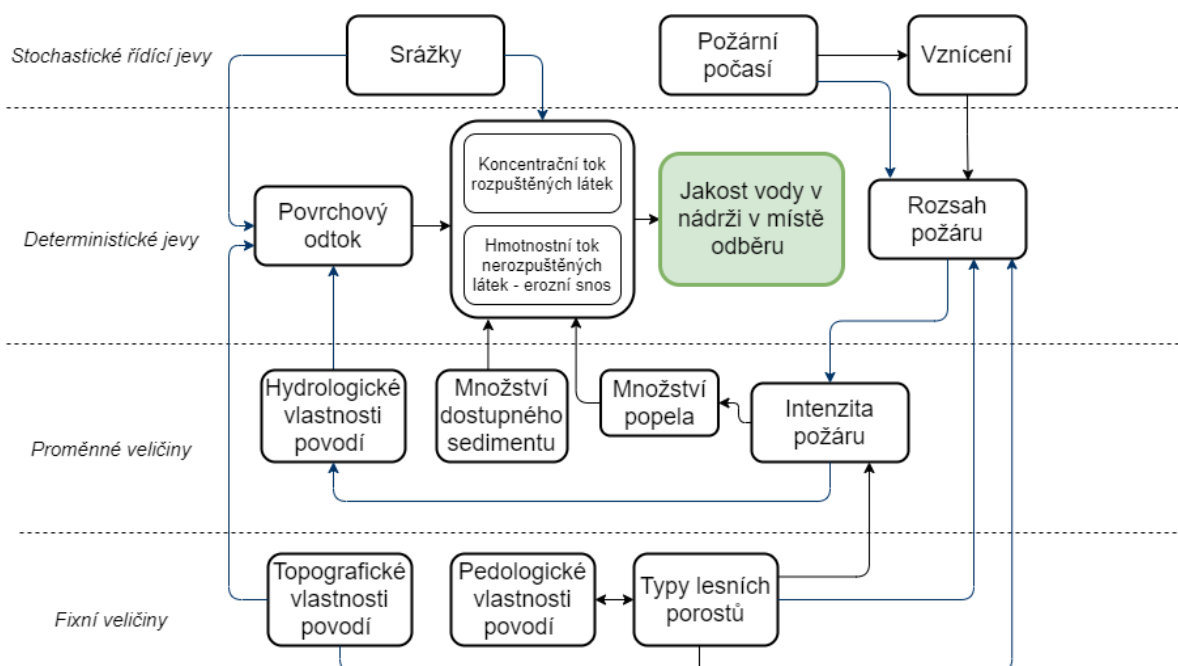 Stochastické řídící jevy
Srážky
Požární
počasí
Vznícení
Deterministické jevy
Povrchový
odtok
Koncentrační tok
rozpuštěných látek
Hmotnostní tok
nerozpuštěných
látek - erozní snos
Jakost vody v
nádrži v místě
odběru
Rozsah
požáru
Proměnné veličiny
Hydrologické
vlastnosti
povodí
Množství
dostupného
sedimentu
Množství
popela
Intenzita
požáru
Fixní veličiny
Topografické
vlastnosti
povodí
Pedologické
vlastnosti
povodí
Typy lesních
porostů